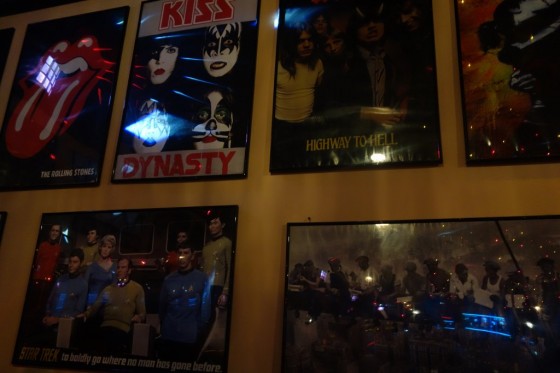 KISS
THE ROLLING STONES
DYNASTY
HIGHWAY TO HELL
STAR TREK to boldly go where no man has gone before.